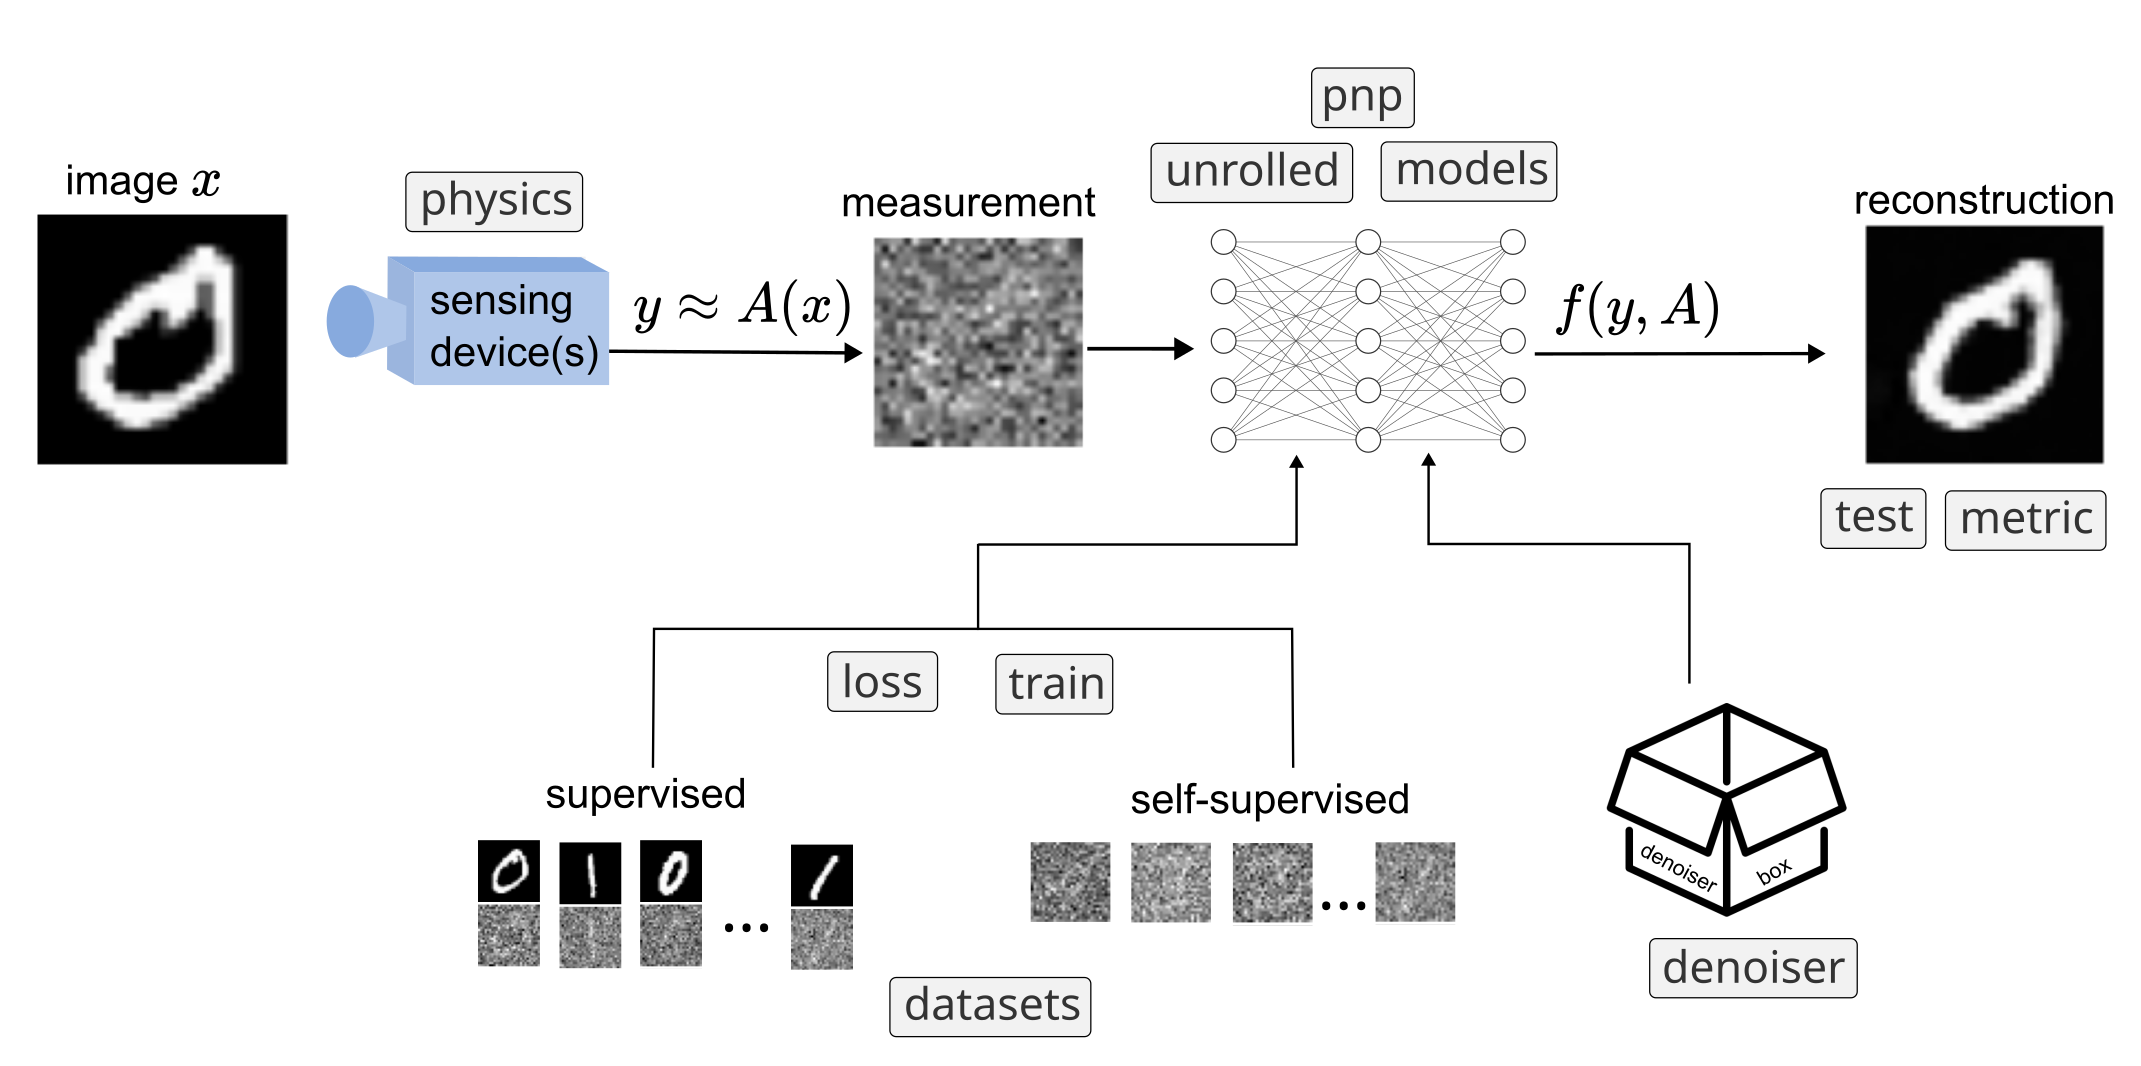 image x
physics
sensing
device(s)
y ≈ A(x)
measurement
pnp
unrolled
models
f(y, A)
reconstruction
test
metric
loss
train
supervised
self-supervised
...
...
datasets
denoiser
box
denoiser